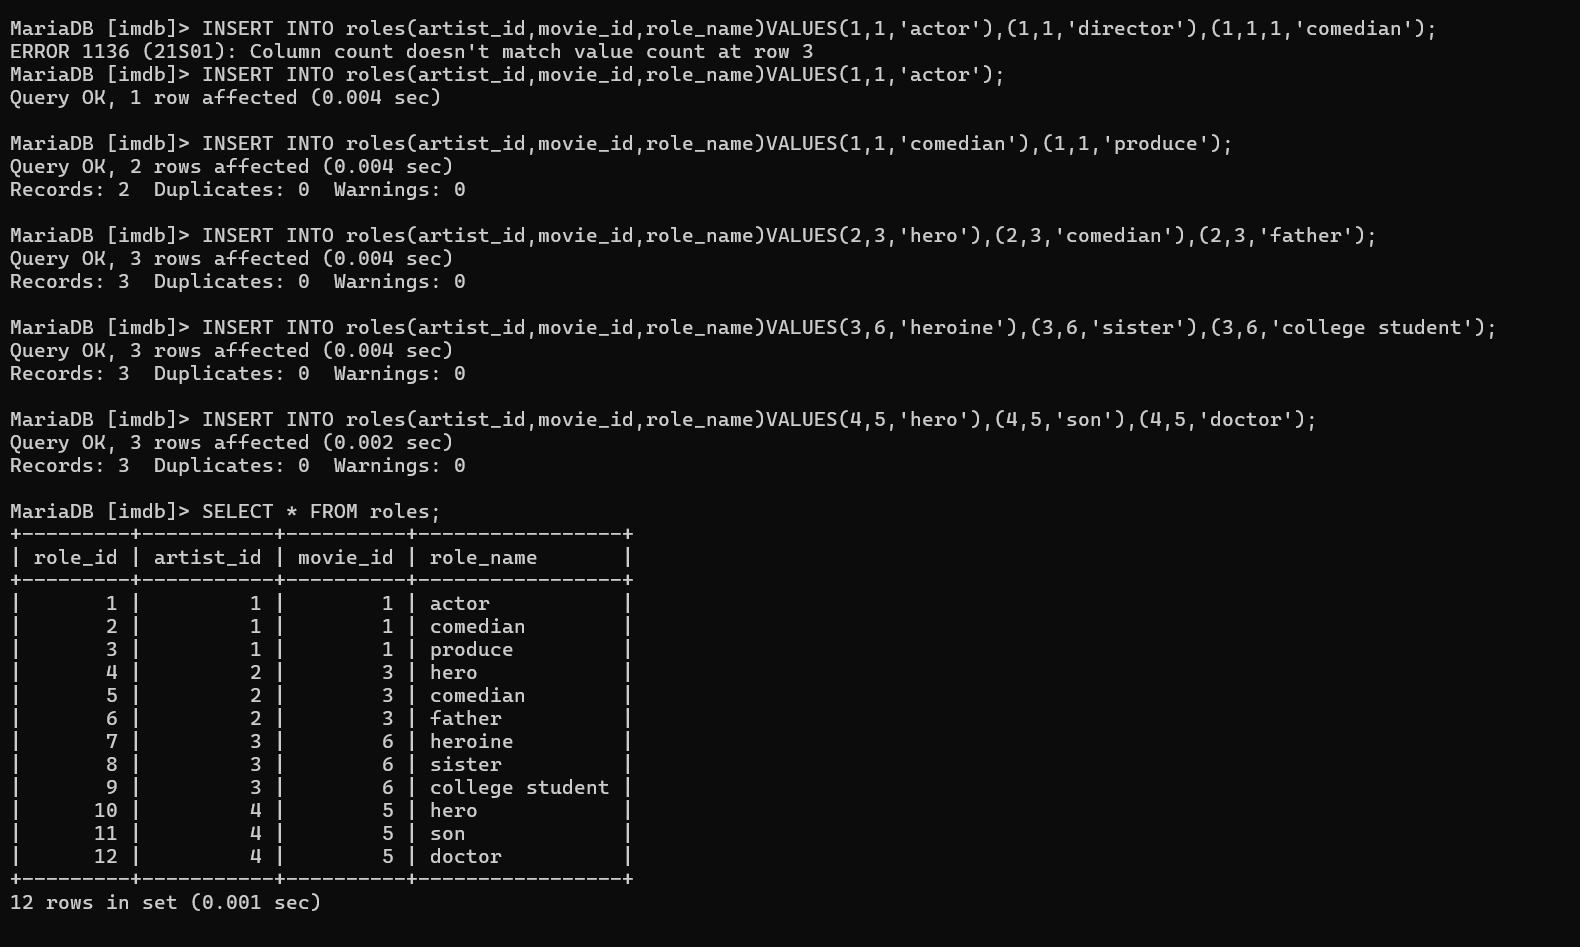 MariaDB [imdb]> INSERT INTO roles(artist_id,movie_id,role_name)VALUES(1,1,'actor'),(1,1,'director'),(1,1,1,'comedian');
ERROR 1136 (21S01): Column count doesn't match value count at row 3
MariaDB [imdb]> INSERT INTO roles(artist_id,movie_id,role_name)VALUES(1,1,'actor');
Query OK, 1 row affected (0.004 sec)

MariaDB [imdb]> INSERT INTO roles(artist_id,movie_id,role_name)VALUES(1,1,'comedian'),(1,1,'produce');
Query OK, 2 rows affected (0.004 sec)
Records: 2  Duplicates: 0  Warnings: 0

MariaDB [imdb]> INSERT INTO roles(artist_id,movie_id,role_name)VALUES(2,3,'hero'),(2,3,'comedian'),(2,3,'father');
Query OK, 3 rows affected (0.004 sec)
Records: 3  Duplicates: 0  Warnings: 0

MariaDB [imdb]> INSERT INTO roles(artist_id,movie_id,role_name)VALUES(3,6,'heroine'),(3,6,'sister'),(3,6,'college student');
Query OK, 3 rows affected (0.004 sec)
Records: 3  Duplicates: 0  Warnings: 0

MariaDB [imdb]> INSERT INTO roles(artist_id,movie_id,role_name)VALUES(4,5,'hero'),(4,5,'son'),(4,5,'doctor');
Query OK, 3 rows affected (0.002 sec)
Records: 3  Duplicates: 0  Warnings: 0

MariaDB [imdb]> SELECT * FROM roles;
+---------+-----------+----------+-----------------+
| role_id | artist_id | movie_id | role_name       |
+---------+-----------+----------+-----------------+
|       1 |         1 |        1 | actor           |
|       2 |         1 |        1 | comedian        |
|       3 |         1 |        1 | produce         |
|       4 |         2 |        3 | hero            |
|       5 |         2 |        3 | comedian        |
|       6 |         2 |        3 | father          |
|       7 |         3 |        6 | heroine         |
|       8 |         3 |        6 | sister          |
|       9 |         3 |        6 | college student |
|      10 |         4 |        5 | hero            |
|      11 |         4 |        5 | son             |
|      12 |         4 |        5 | doctor          |
+---------+-----------+----------+-----------------+
12 rows in set (0.001 sec)